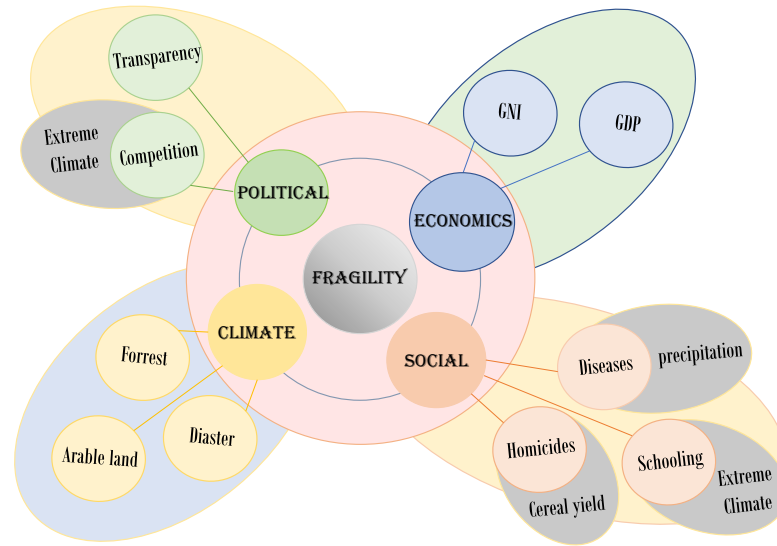 Transparency
Extreme
Climate
Competition
POLITICAL
GNI
GDP
ECONOMICS
FRAGILITY
CLIMATE
Forrest
Arable land
Diaster
SOCIAL
Diseases
precipitation
Homicides
Cereal yield
Schooling
Extreme
Climate